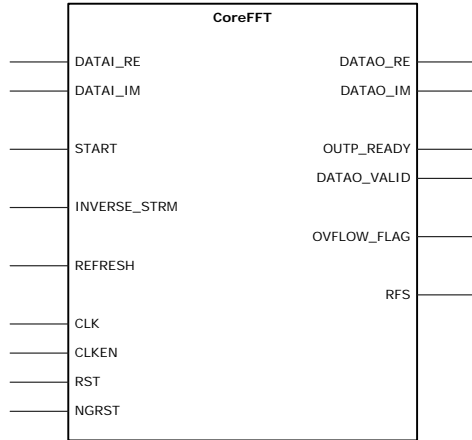 CoreFFT
DATAI_RE
DATAO_RE
DATAI_IM
DATAO_IM
START
OUTP_READY
DATAO_VALID
INVERSE_STRM
OVFLOW_FLAG
REFRESH
RFS
CLK
CLKEN
RST
NGRST